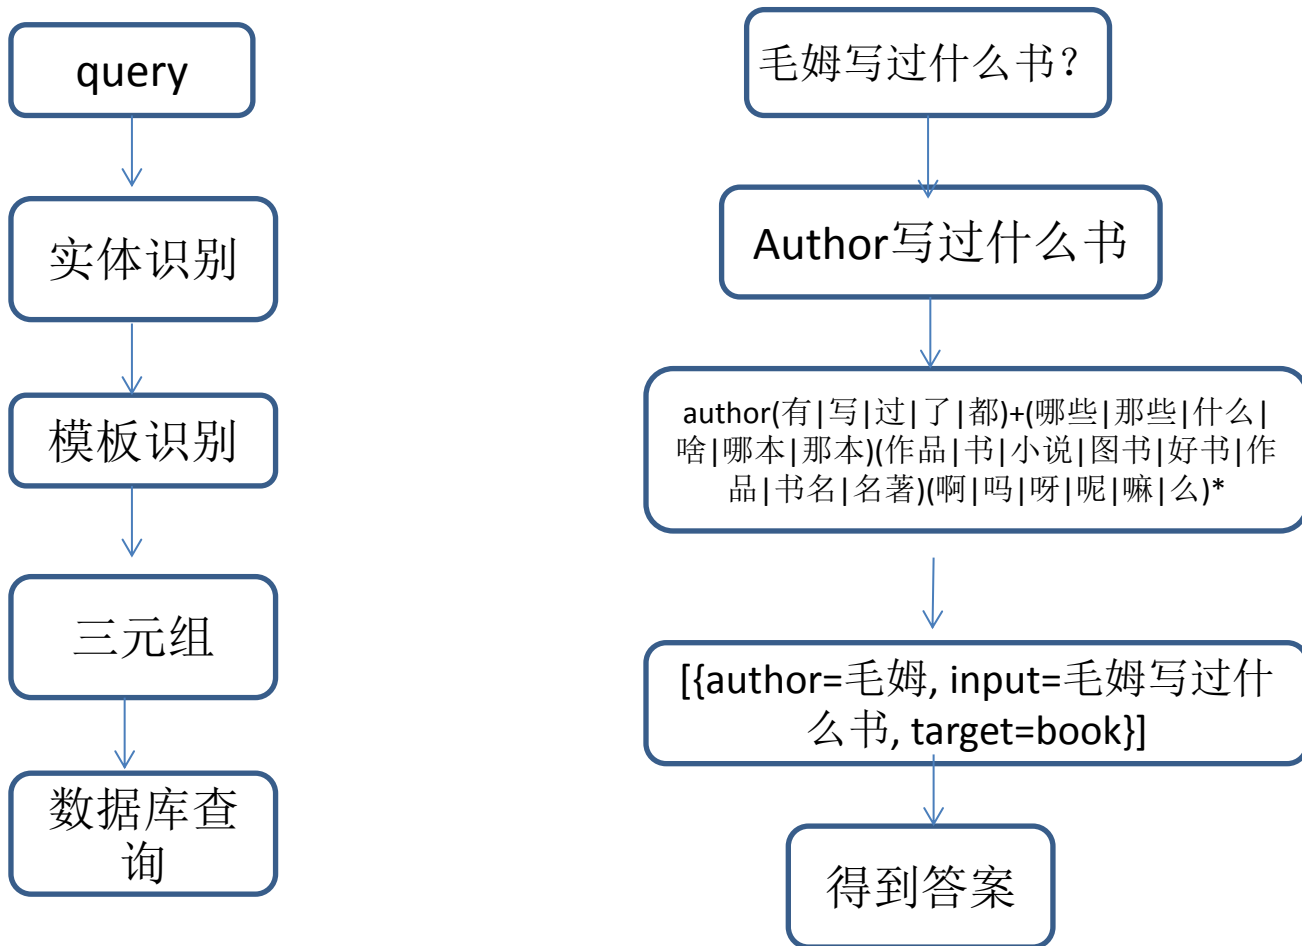 query
实体识别
模板识别
三元组
数据库查
询
毛姆写过什么书？
Author写过什么书
author(有|写|过|了|都)+(哪些|那些|什么|
啥|哪本|那本)(作品|书|小说|图书|好书|作
品|书名|名著)(啊|吗|呀|呢|嘛|么)*
[{author=毛姆, input=毛姆写过什
么书, target=book}]
得到答案